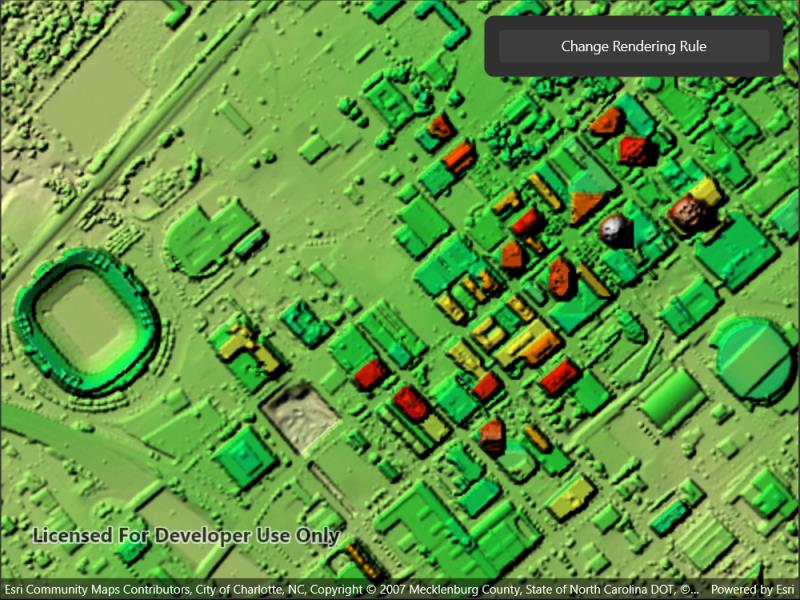 Change Rendering Rule
Licensed For Developer Use Only
Esri Community Maps Contributors, City of Charlotte, NC, Copyright © 2007 Mecklenburg County, State of North Carolina DOT, ©... Powered by Esri